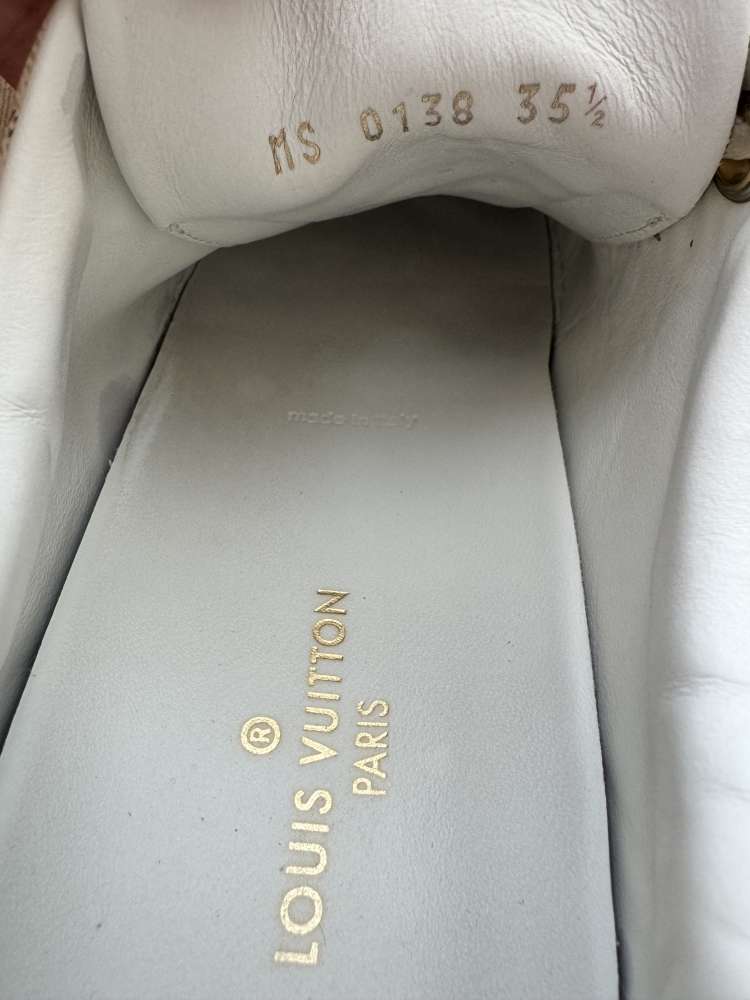 MS 0138 35½
made in italy
LOUIS VUITTON ®
PARIS